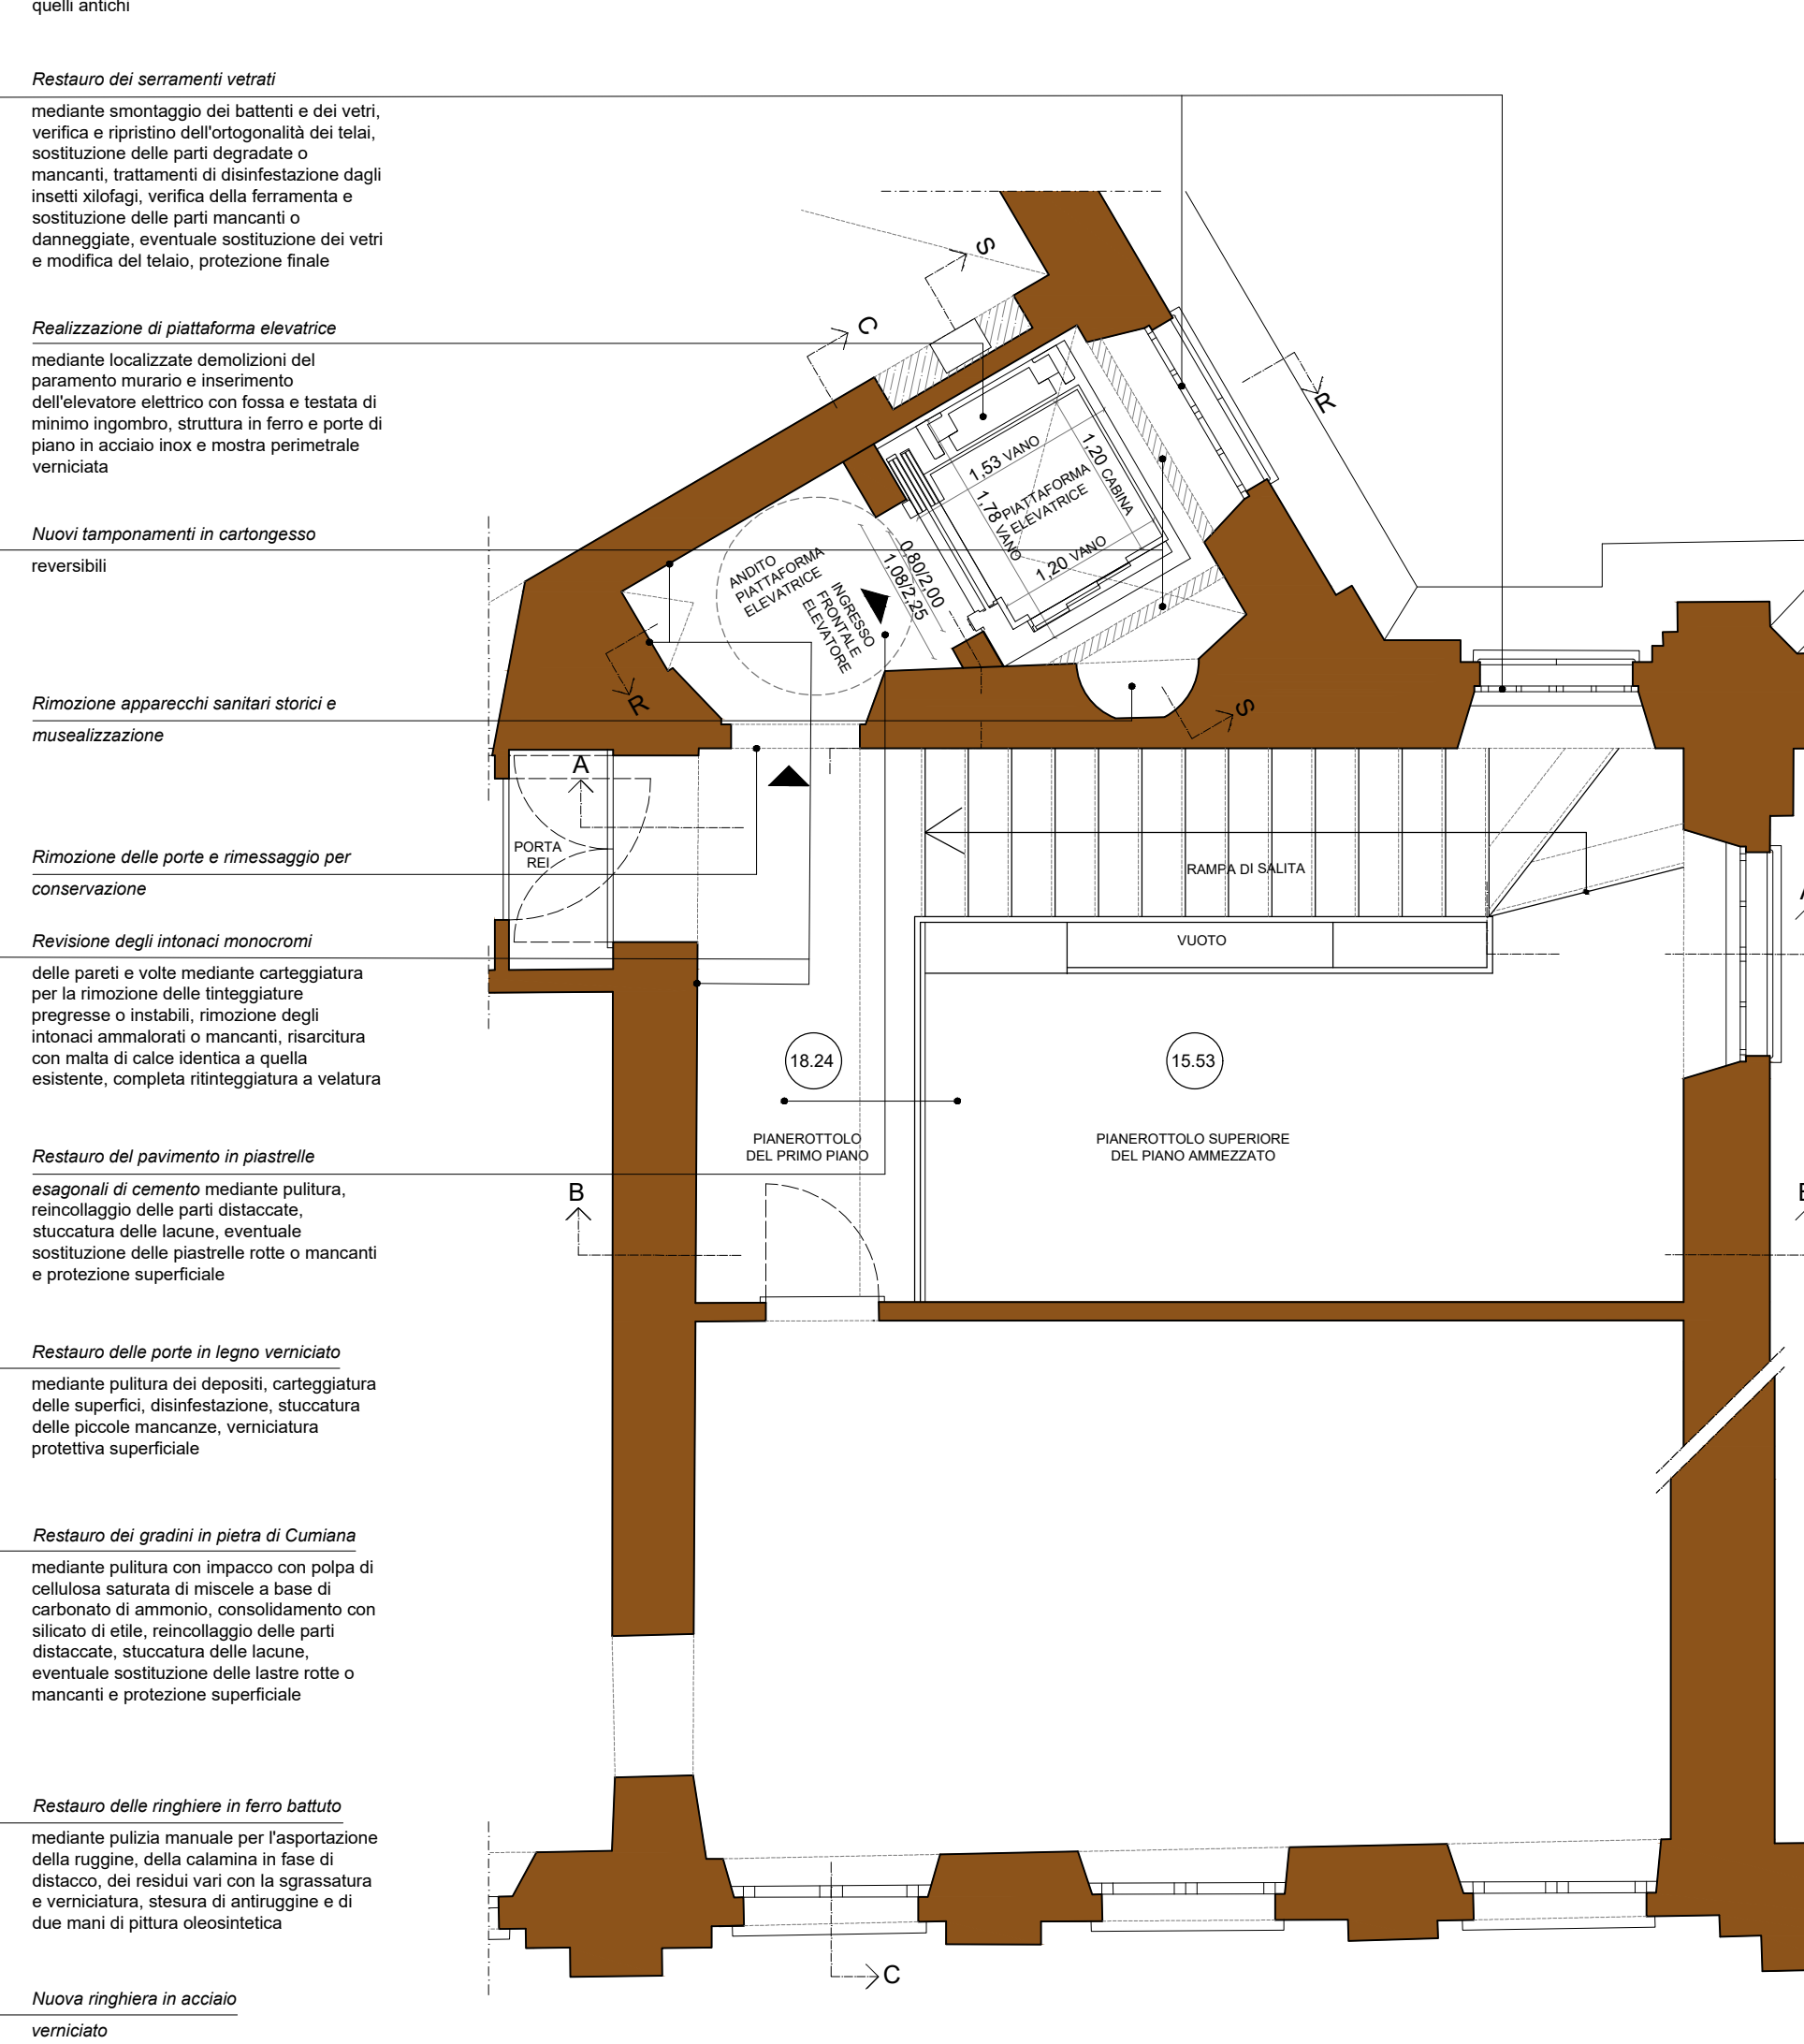 quelli antichi
Restauro dei serramenti vetrati
mediante smontaggio dei battenti e dei vetri,
verifica e ripristino dell'ortogonalità dei telai,
sostituzione delle parti degradate o
mancanti, trattamenti di disinfestazione dagli
insetti xilofagi, verifica della ferramenta e
sostituzione delle parti mancanti o
danneggiate, eventuale sostituzione dei vetri
e modifica del telaio, protezione finale
Realizzazione di piattaforma elevatrice
mediante localizzate demolizioni del
paramento murario e inserimento
dell'elevatore elettrico con fossa e testata di
minimo ingombro, struttura in ferro e porte di
piano in acciaio inox e mostra perimetrale
verniciata
Nuovi tamponamenti in cartongesso
reversibili
Rimozione apparecchi sanitari storici e
musealizzazione
Rimozione delle porte e rimessaggio per
conservazione
Revisione degli intonaci monocromi
delle pareti e volte mediante carteggiatura
per la rimozione delle tinteggiature
pregresse o instabili, rimozione degli
intonaci ammalorati o mancanti, risarcitura
con malta di calce identica a quella
esistente, completa ritinteggiatura a velatura
Restauro del pavimento in piastrelle
esagonali di cemento mediante pulitura,
reincollaggio delle parti distaccate,
stuccatura delle lacune, eventuale
sostituzione delle piastrelle rotte o mancanti
e protezione superficiale
Restauro delle porte in legno verniciato
mediante pulitura dei depositi, carteggiatura
delle superfici, disinfestazione, stuccatura
delle piccole mancanze, verniciatura
protettiva superficiale
Restauro dei gradini in pietra di Cumiana
mediante pulitura con impacco con polpa di
cellulosa saturata di miscele a base di
carbonato di ammonio, consolidamento con
silicato di etile, reincollaggio delle parti
distaccate, stuccatura delle lacune,
eventuale sostituzione delle lastre rotte o
mancanti e protezione superficiale
Restauro delle ringhiere in ferro battuto
mediante pulizia manuale per l'asportazione
della ruggine, della calamina in fase di
distacco, dei residui vari con la sgrassatura
e verniciatura, stesura di antiruggine e di
due mani di pittura oleosintetica
Nuova ringhiera in acciaio
verniciato
S
C
R
1,53 VANO
1,20 CABINA
PIATTAFORMA
ELEVATRICE
1,78 VANO
1,20 VANO
0,80/2,00
1,08/2,25
ANDITO
PIATTAFORMA
ELEVATRICE
INGRESSO
FRONTALE
ELEVATORE
R
S
A
PORTA
REI
RAMPA DI SALITA
VUOTO
18.24
15.53
PIANEROTTOLO
DEL PRIMO PIANO
PIANEROTTOLO SUPERIORE
DEL PIANO AMMEZZATO
B
C